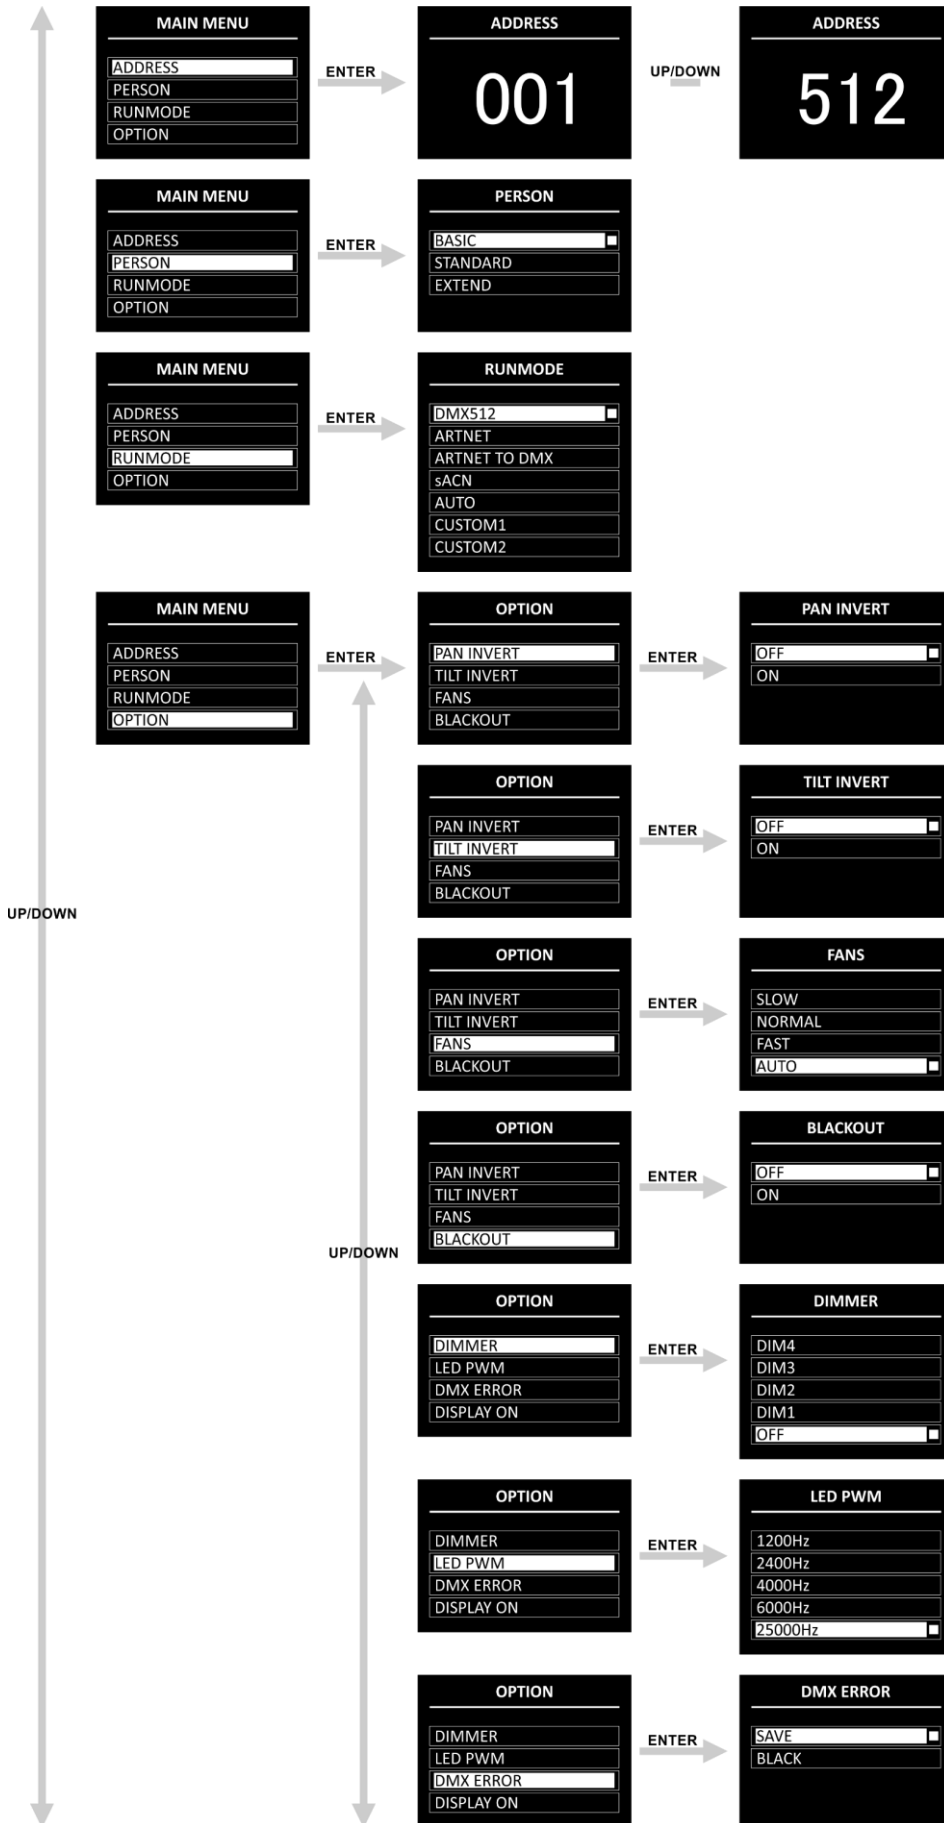 MAIN MENU
ADDRESS
PERSON
RUNMODE
OPTION
ENTER
ADDRESS
001
UP/DOWN
ADDRESS
512
MAIN MENU
ADDRESS
PERSON
RUNMODE
OPTION
ENTER
PERSON
BASIC
STANDARD
EXTEND
MAIN MENU
ADDRESS
PERSON
RUNMODE
OPTION
ENTER
RUNMODE
DMX512
ARTNET
ARTNET TO DMX
sACN
AUTO
CUSTOM1
CUSTOM2
MAIN MENU
ADDRESS
PERSON
RUNMODE
OPTION
ENTER
OPTION
PAN INVERT
TILT INVERT
FANS
BLACKOUT
ENTER
PAN INVERT
OFF
ON
OPTION
PAN INVERT
TILT INVERT
FANS
BLACKOUT
ENTER
TILT INVERT
OFF
ON
UP/DOWN
OPTION
PAN INVERT
TILT INVERT
FANS
BLACKOUT
ENTER
FANS
SLOW
NORMAL
FAST
AUTO
OPTION
PAN INVERT
TILT INVERT
FANS
BLACKOUT
ENTER
BLACKOUT
OFF
ON
UP/DOWN
OPTION
DIMMER
LED PWM
DMX ERROR
DISPLAY ON
ENTER
DIMMER
DIM4
DIM3
DIM2
DIM1
OFF
OPTION
DIMMER
LED PWM
DMX ERROR
DISPLAY ON
ENTER
LED PWM
1200Hz
2400Hz
4000Hz
6000Hz
25000Hz
OPTION
DIMMER
LED PWM
DMX ERROR
DISPLAY ON
ENTER
DMX ERROR
SAVE
BLACK